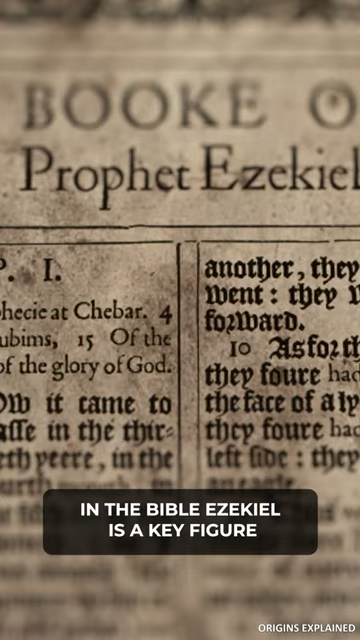 BOOKE O
Prophet Ezekiel
P. I.
phecie at Chebar. 4
ubims, 15 Of the
of the glory of God.
Ow it came to
aſſe in the thir-
eth yeere, in the
another, they
went : they
forward.
10 As for th
they foure had
the face of a ly
they foure had
left ſide : they
IN THE BIBLE EZEKIEL
IS A KEY FIGURE
ORIGINS EXPLAINED